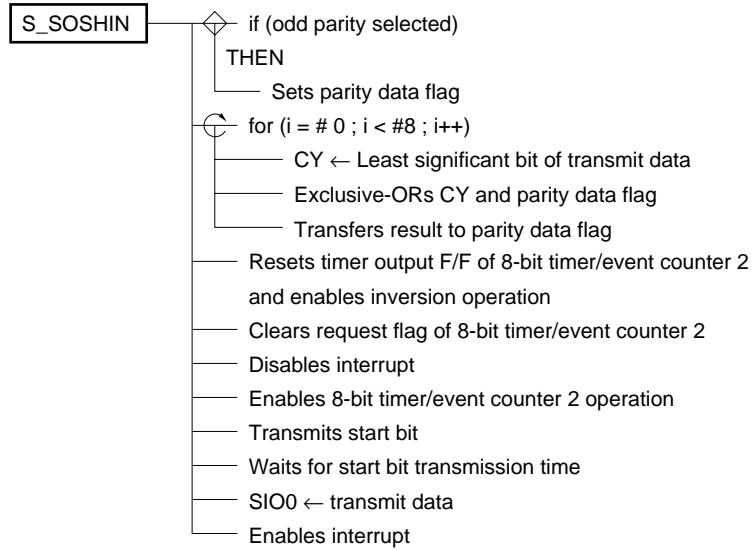 S_SOSHIN
if (odd parity selected)
THEN
Sets parity data flag
for (i = # 0 ; i < #8 ; i++)
CY ← Least significant bit of transmit data
Exclusive-ORs CY and parity data flag
Transfers result to parity data flag
Resets timer output F/F of 8-bit timer/event counter 2
and enables inversion operation
Clears request flag of 8-bit timer/event counter 2
Disables interrupt
Enables 8-bit timer/event counter 2 operation
Transmits start bit
Waits for start bit transmission time
SIO0 ← transmit data
Enables interrupt